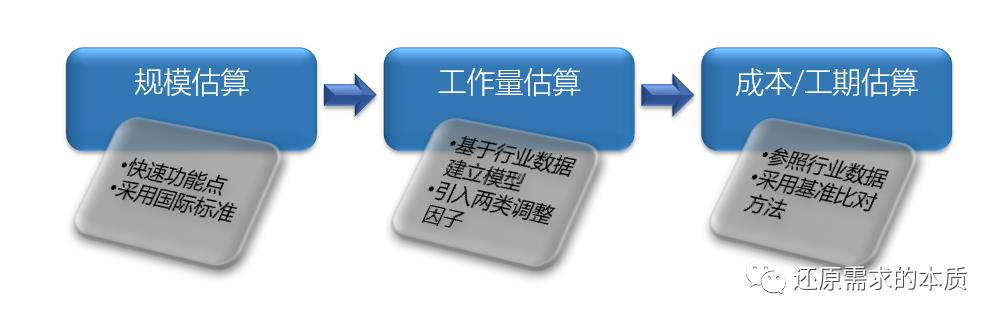 规模估算
•快速功能点
•采用国际标准
工作量估算
•基于行业数据
建立模型
•引入两类调整
因子
成本/工期估算
•参照行业数据
•采用基准比对
方法
还原需求的本质